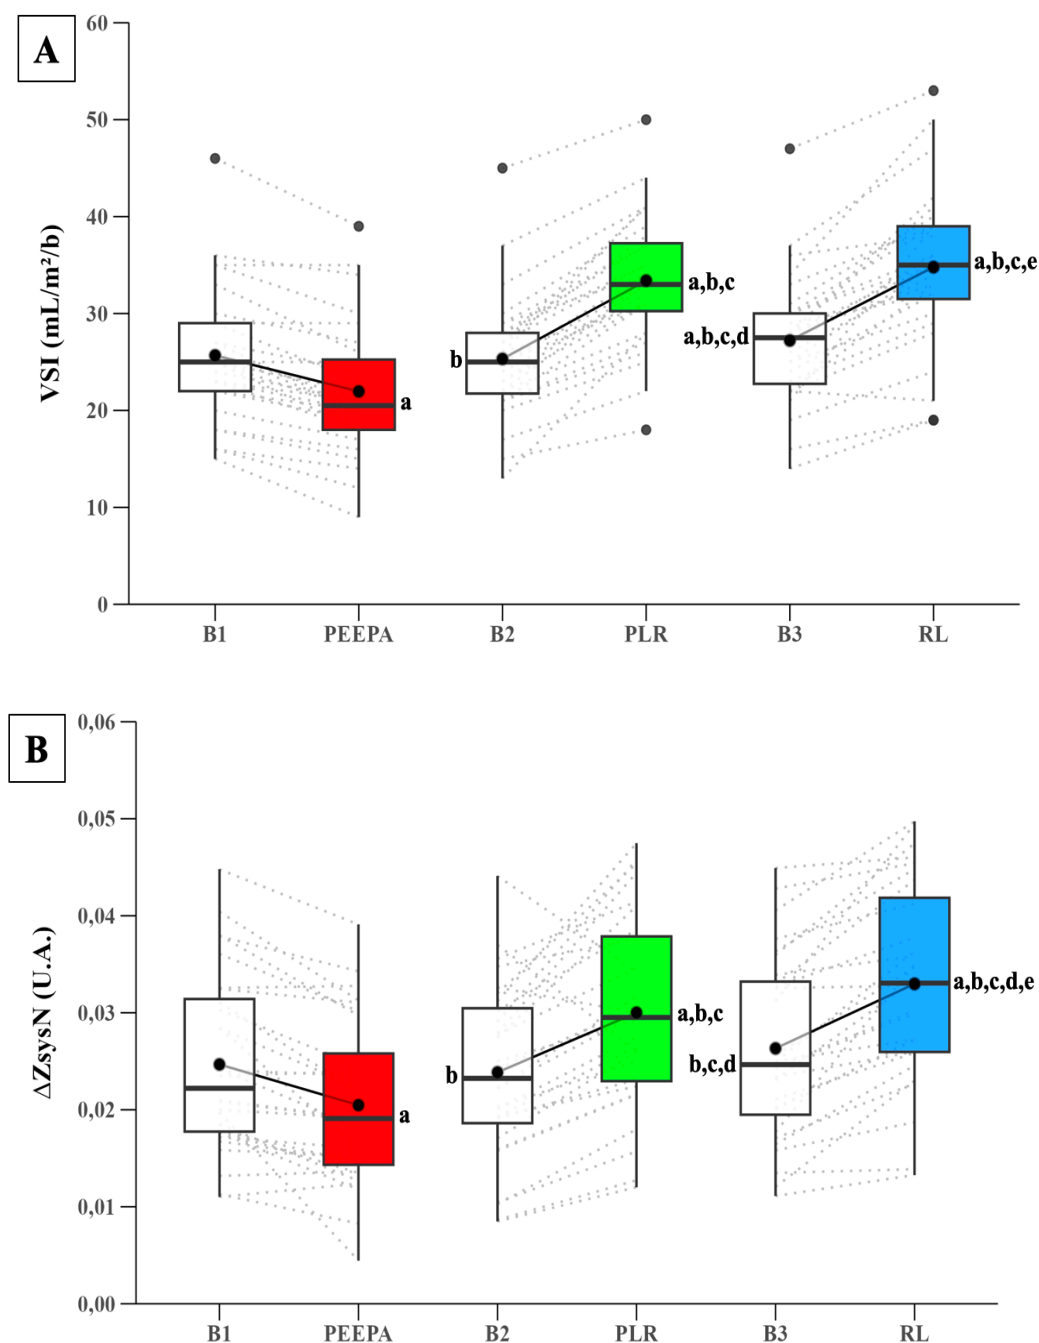 A
60
50
40
30
20
10
0
VSI (mL/m²/b)
a
b
a,b,c
a,b,c,d
a,b,c,e
B1 PEEPA B2 PLR B3 RL
B
0,06
0,05
0,04
0,03
0,02
0,01
0,00
ΔZsysN (U.A.)
a
b
a,b,c
b,c,d
a,b,c,d,e
B1 PEEPA B2 PLR B3 RL